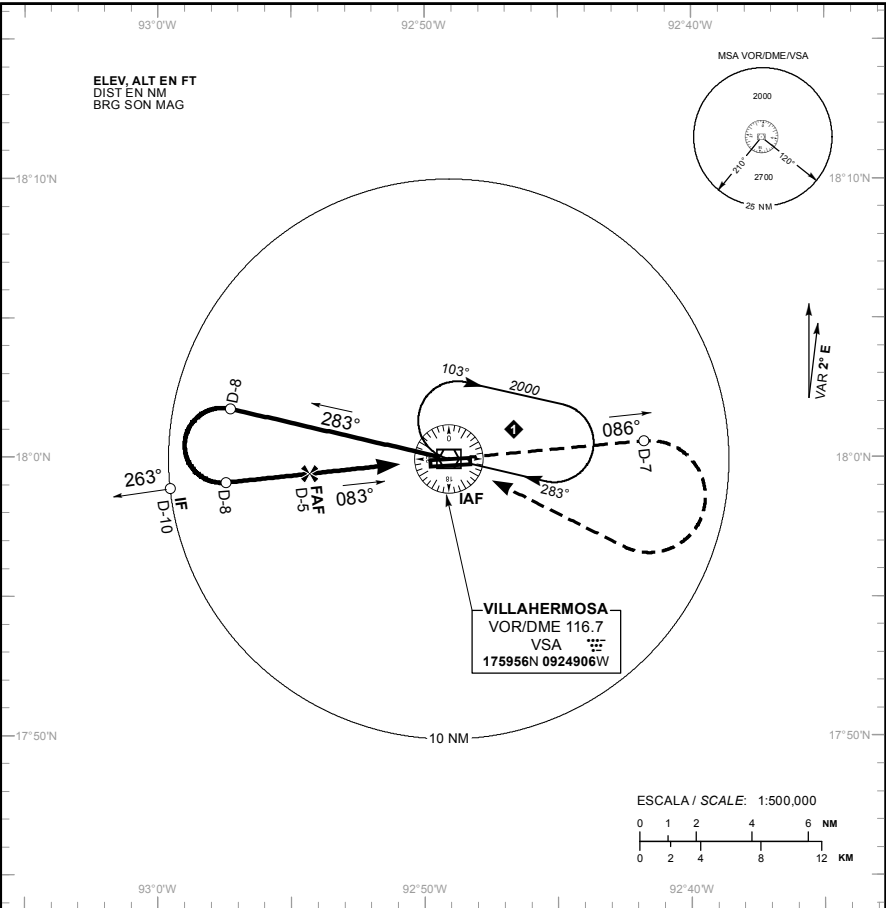 93°0'W
92°50'W
92°40'W
ELEV, ALT EN FT
DIST EN NM
BRG SON MAG
MSA VOR/DME/VSA
2000
210°
120°
2700
25 NM
18°10'N
18°10'N
VAR 2° E
103°
2000
D-8
283°
1
086°
D-7
18°0'N
18°0'N
263°
IF
D-10
D-8
FAF
D-5
083°
0
18
283°
IAF
VILLAHERMOSA
VOR/DME 116.7
VSA
175956N 0924906W
17°50'N
17°50'N
10 NM
ESCALA / SCALE: 1:500,000
0 1 2 4 6 NM
0 2 4 8 12 KM
93°0'W
92°50'W
92°40'W